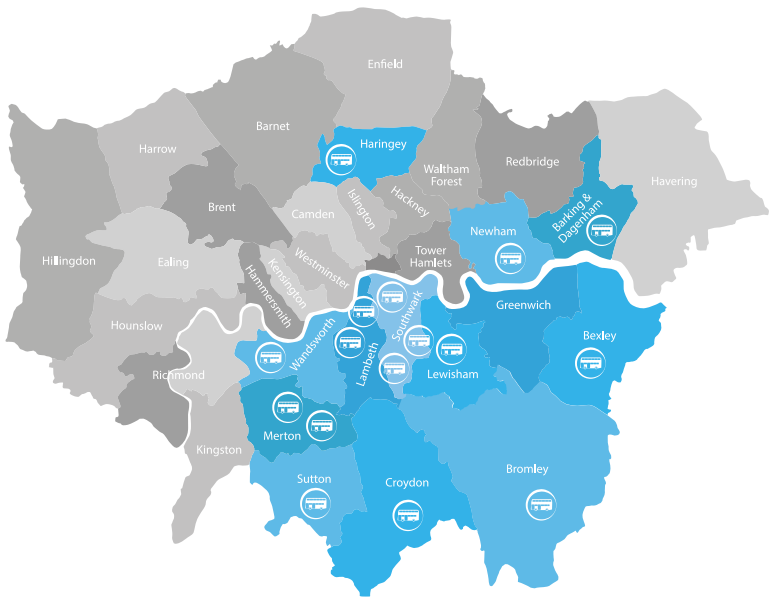 Enfield
Barnet
Haringey
Harrow
Waltham
Forest
Redbridge
Havering
Brent
Camden
Islington
Hackney
Barking &
Dagenham
Newham
Tower
Hamlets
Westminster
Kensington
Hammersmith
Ealing
Hillingdon
Hounslow
Richmond
Wandsworth
Lambeth
Southwark
Greenwich
Bexley
Lewisham
Merton
Kingston
Sutton
Croydon
Bromley